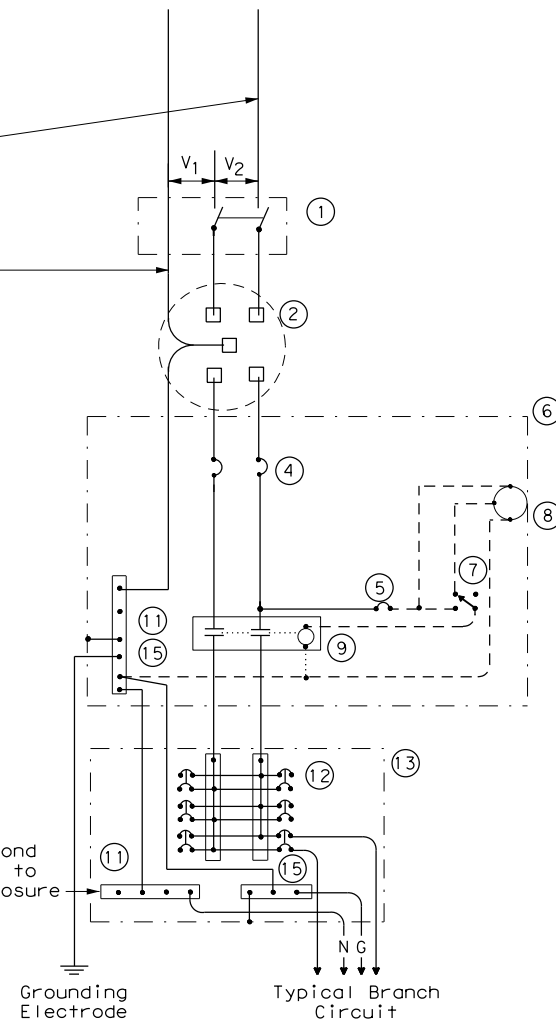 V1 V2
1
2
6
4
8
5
7
11
15
9
13
12
ond
to
osure
11
15
N G
Grounding
Electrode
Typical Branch
Circuit